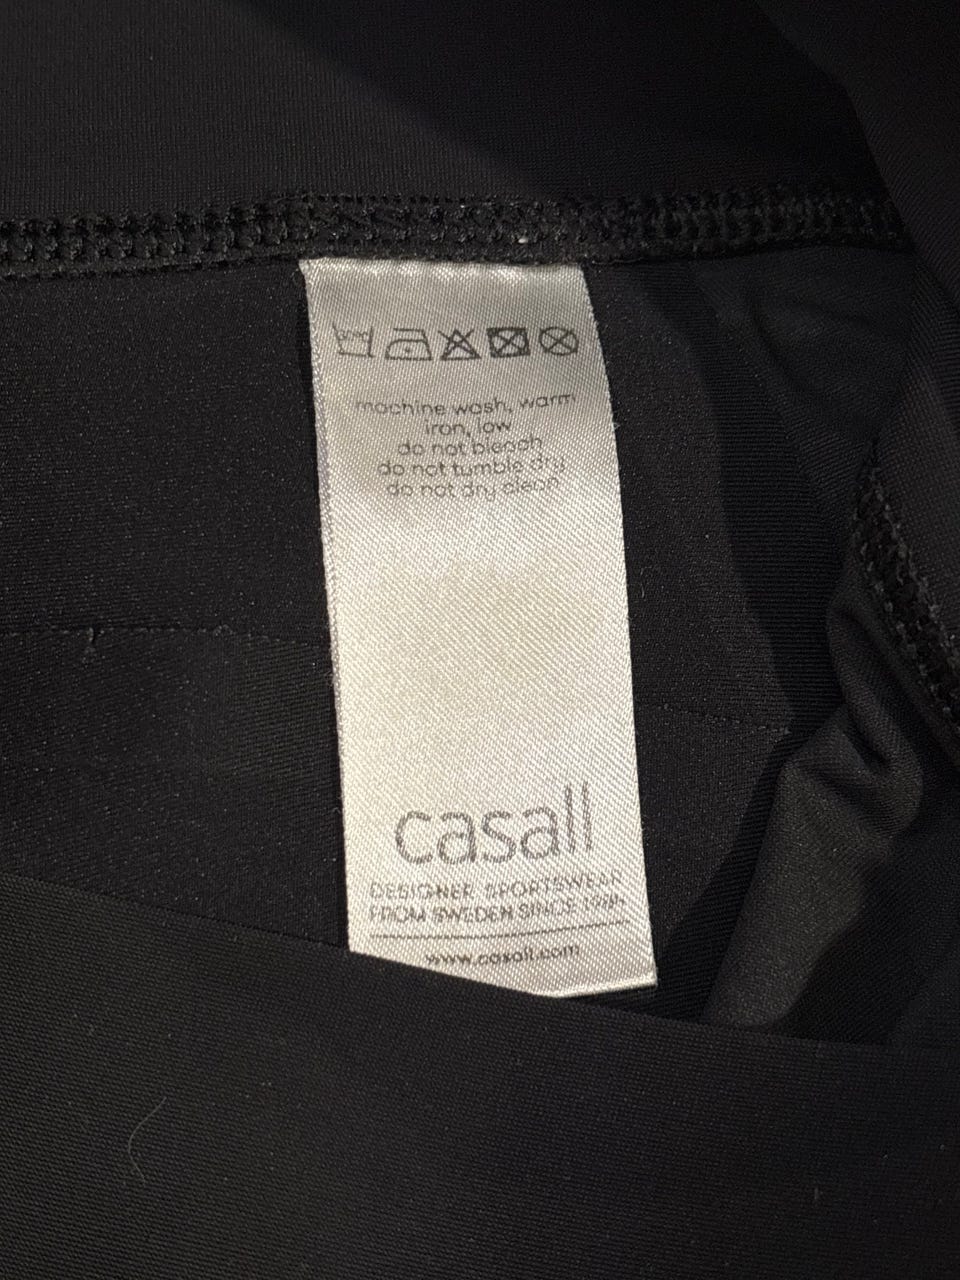 machine wash, warm
iron, low
do not bleach
do not tumble dry
do not dry clean
casall
DESIGNER SPORTSWEAR
FROM SWEDEN SINCE
www.casall.com